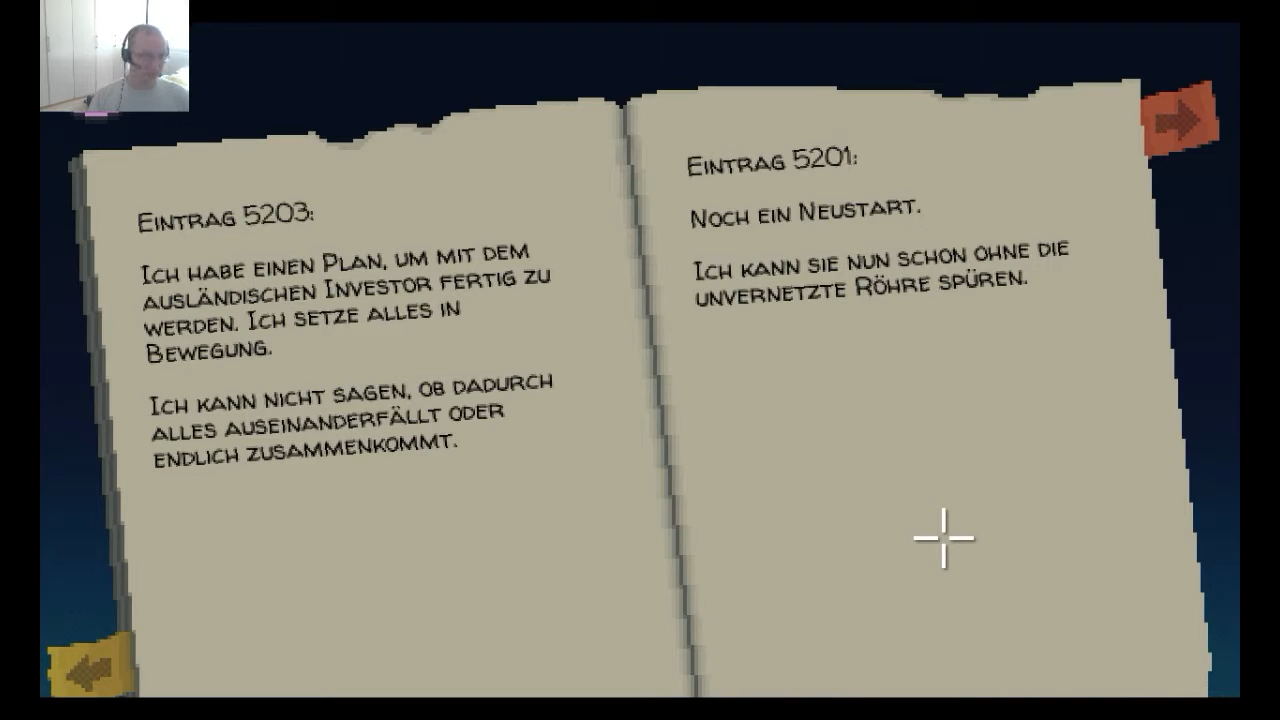 Eintrag 5203:
Ich habe einen Plan, um mit dem
ausländischen Investor fertig zu
werden. Ich setze alles in
Bewegung.
Ich kann nicht sagen, ob dadurch
alles auseinanderfällt oder
endlich zusammenkommt.
Eintrag 5201:
Noch ein Neustart.
Ich kann sie nun schon ohne die
unvernetzte Röhre spüren.